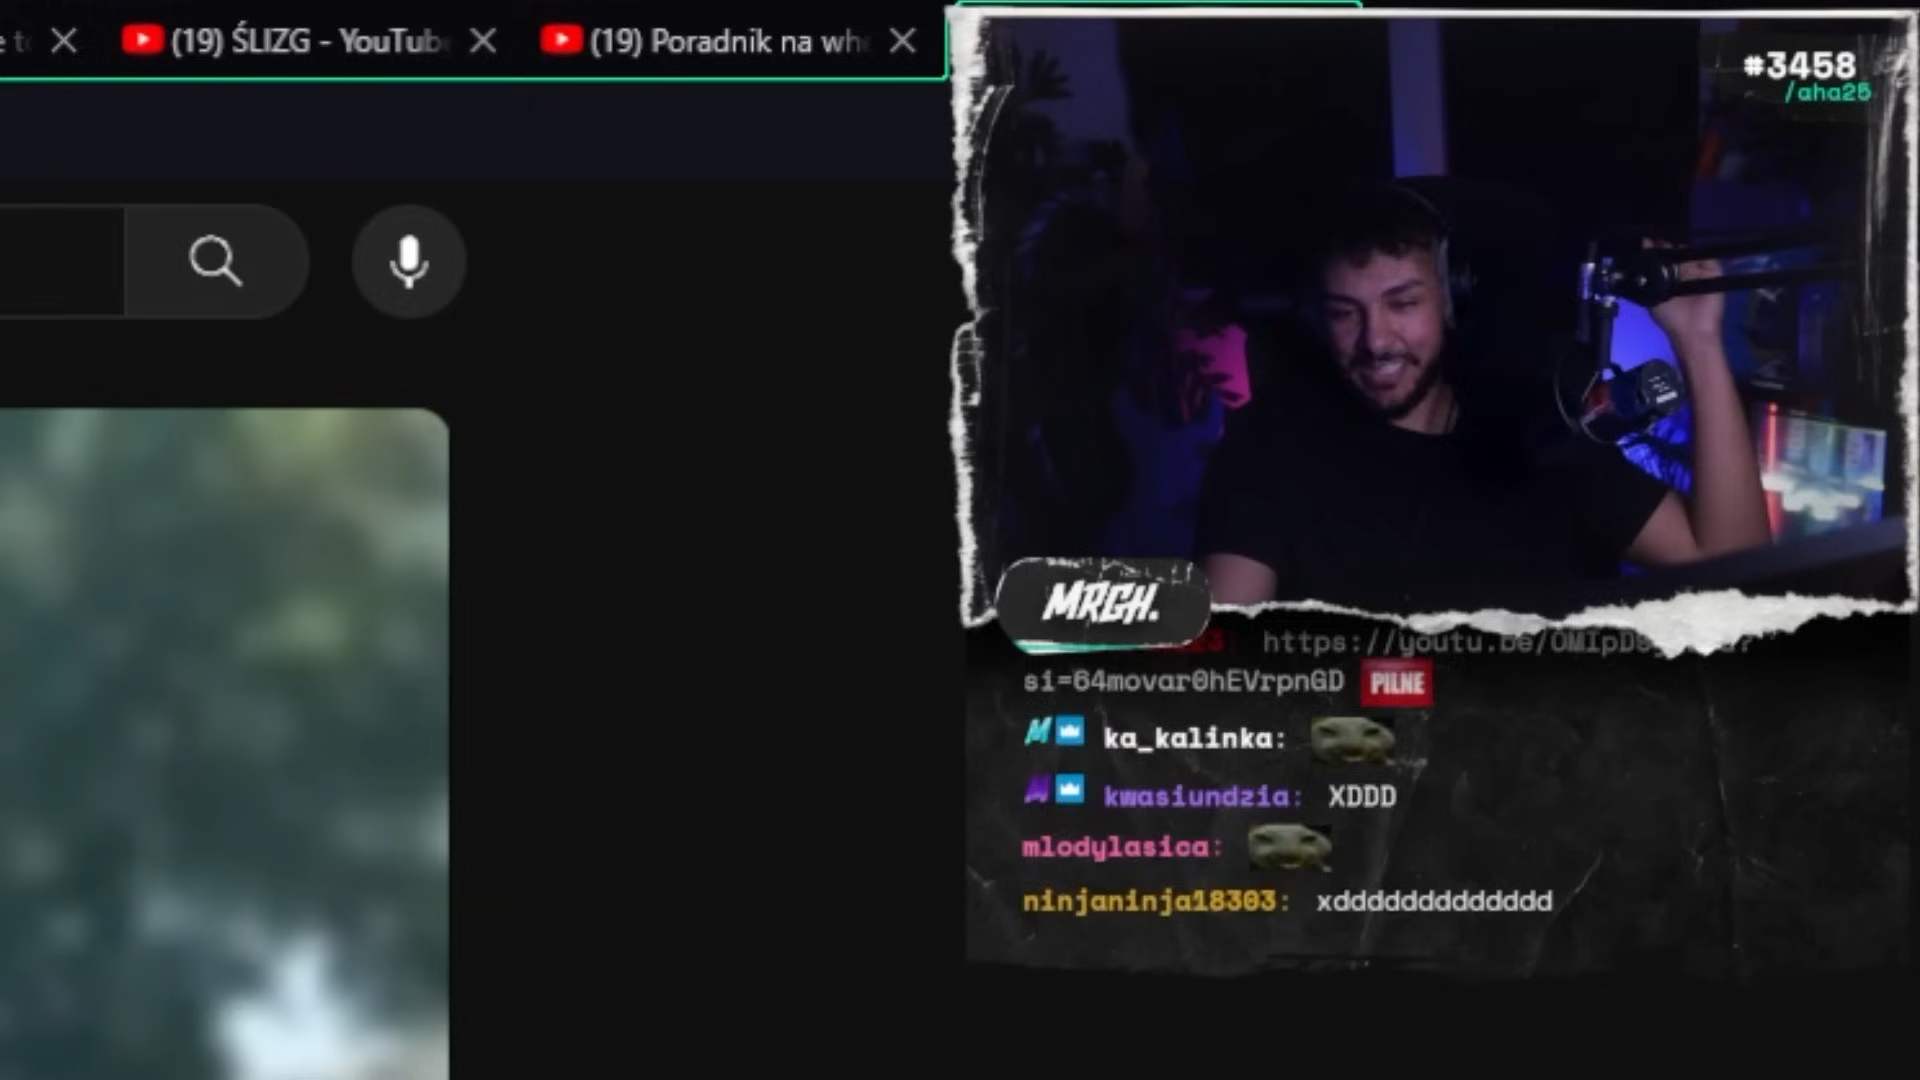 (19) ŚLIZG - YouTub
(19) Poradnik na wh
#3458
/aha25
MRGH.
https://youtu.be/OMIpD
si=64movar0hEVrpnGD PILNE
ka_kalinka:
kwasiundzia: XDDD
mlodylasica:
ninjaninja18303: xdddddddddddddd